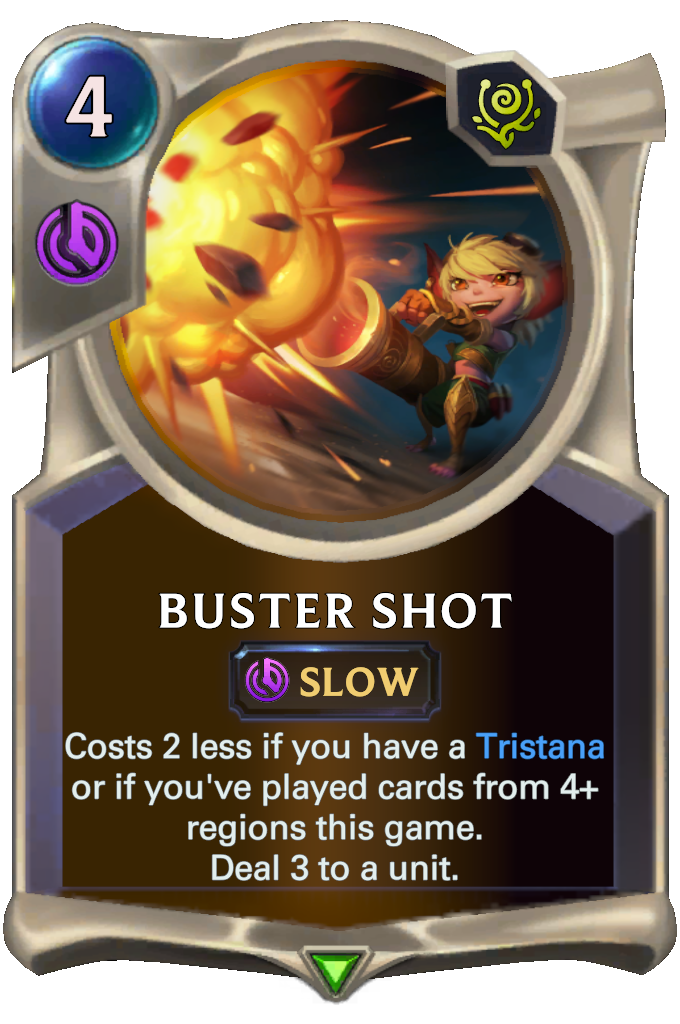 4
BUSTER SHOT
SLOW
Costs 2 less if you have a Tristana
or if you've played cards from 4+
regions this game.
Deal 3 to a unit.